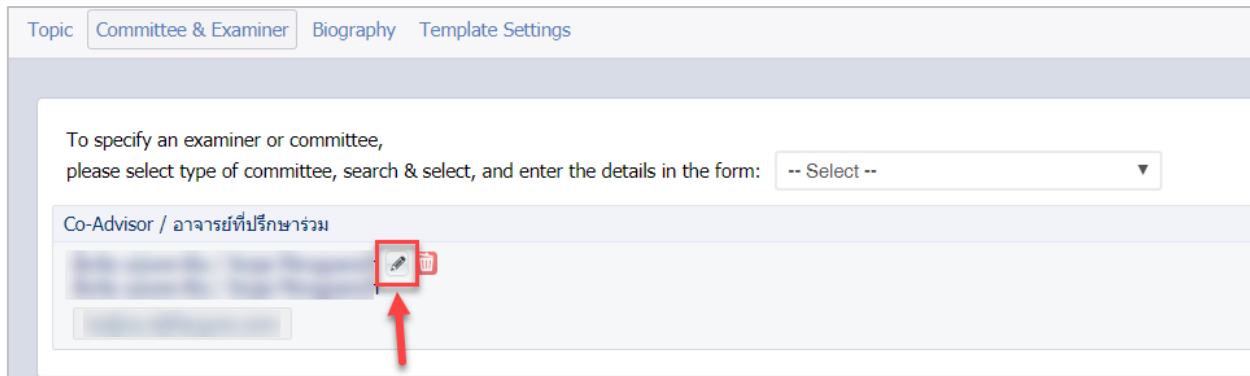 Topic Committee & Examiner Biography Template Settings
To specify an examiner or committee,
please select type of committee, search & select, and enter the details in the form: -- Select --
Co-Advisor / อาจารย์ที่ปรึกษาร่วม